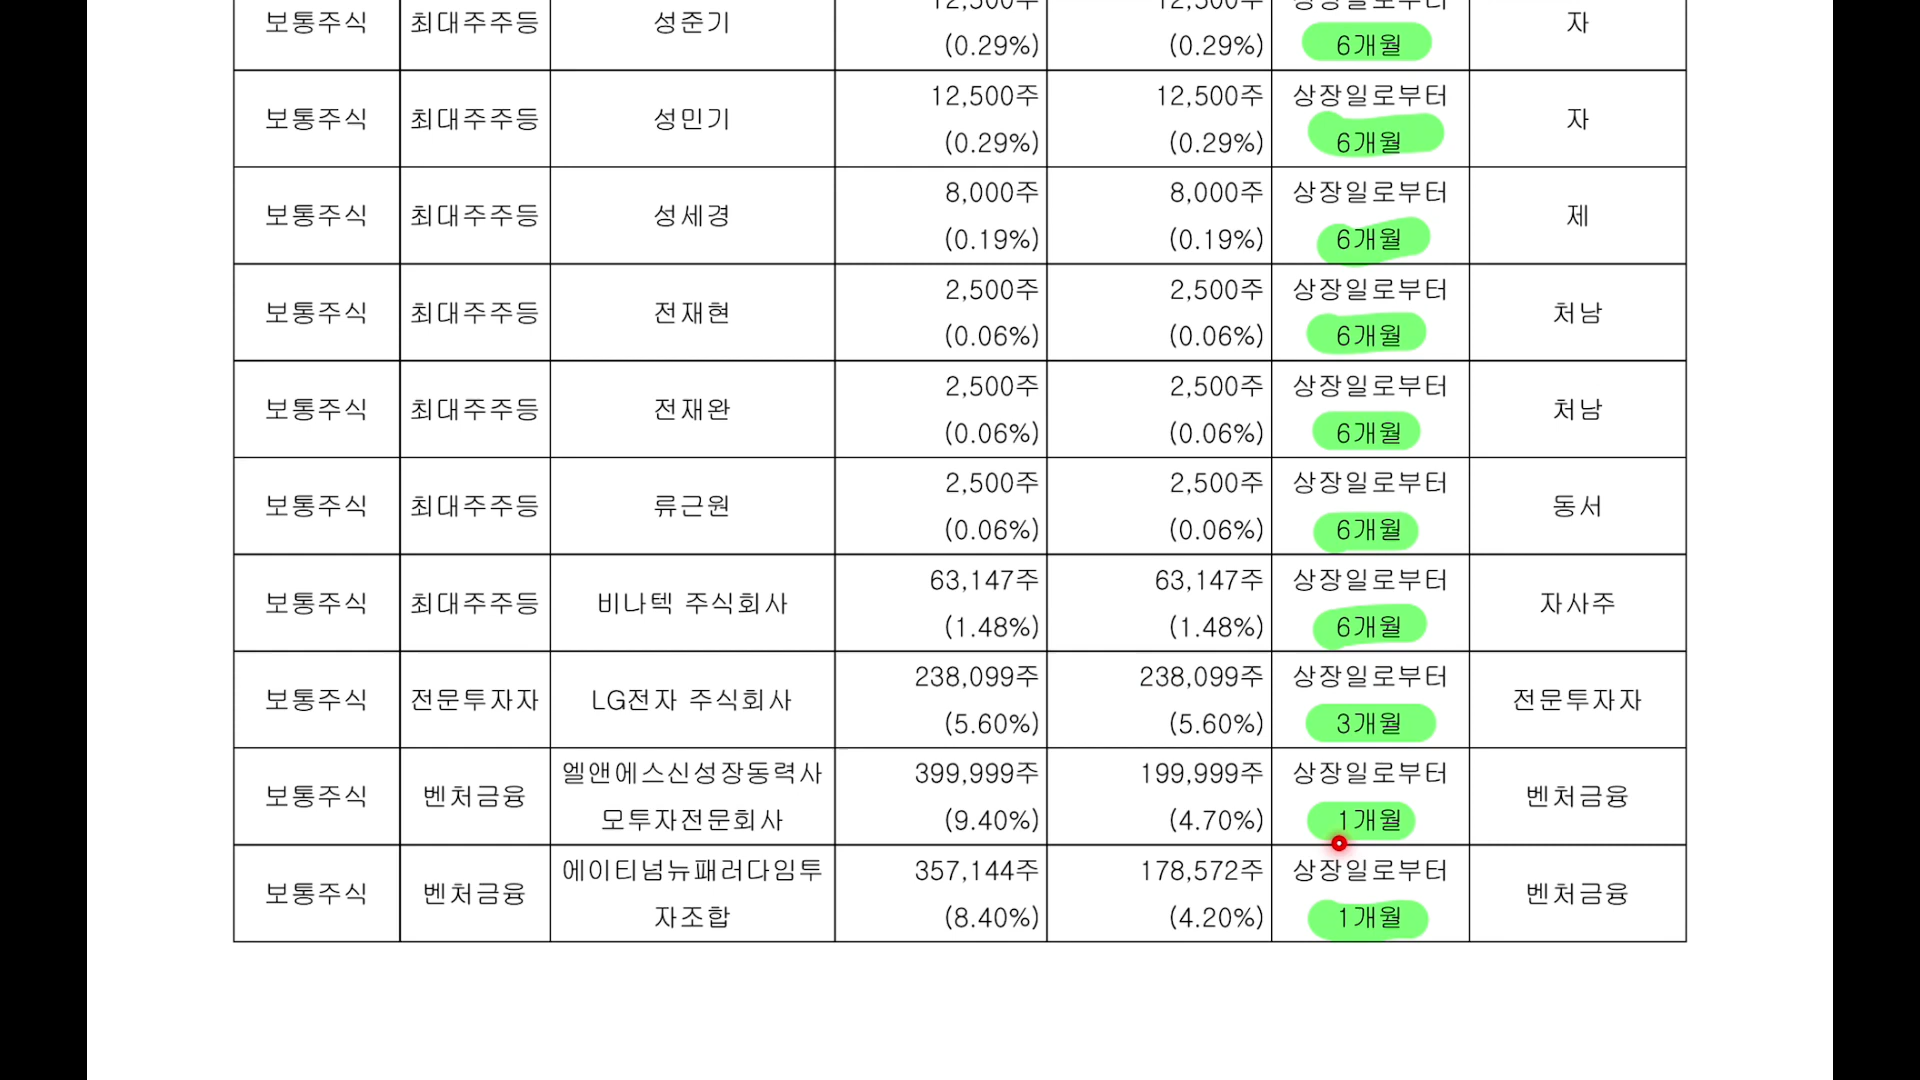 보통주식 최대주주등 성준기 12,500주 12,500주 상장일로부터 자
(0.29%) (0.29%) 6개월
보통주식 최대주주등 성민기 12,500주 12,500주 상장일로부터 자
(0.29%) (0.29%) 6개월
보통주식 최대주주등 성세경 8,000주 8,000주 상장일로부터 제
(0.19%) (0.19%) 6개월
보통주식 최대주주등 전재현 2,500주 2,500주 상장일로부터 처남
(0.06%) (0.06%) 6개월
보통주식 최대주주등 전재완 2,500주 2,500주 상장일로부터 처남
(0.06%) (0.06%) 6개월
보통주식 최대주주등 류근원 2,500주 2,500주 상장일로부터 동서
(0.06%) (0.06%) 6개월
보통주식 최대주주등 비나텍 주식회사 63,147주 63,147주 상장일로부터 자사주
(1.48%) (1.48%) 6개월
보통주식 전문투자자 LG전자 주식회사 238,099주 238,099주 상장일로부터 전문투자자
(5.60%) (5.60%) 3개월
보통주식 벤처금융 엘앤에스신성장동력사 399,999주 199,999주 상장일로부터 벤처금융
모투자전문회사 (9.40%) (4.70%) 1개월
보통주식 벤처금융 에이티넘뉴패러다임투 357,144주 178,572주 상장일로부터 벤처금융
자조합 (8.40%) (4.20%) 1개월